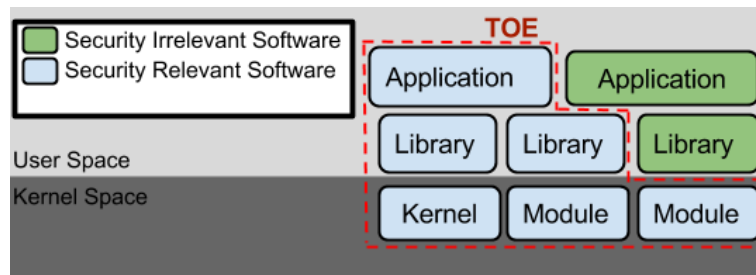 TOE
Security Irrelevant Software
Security Relevant Software
Application
Application
Library
Library
Library
User Space
Kernel Space
Kernel
Module
Module